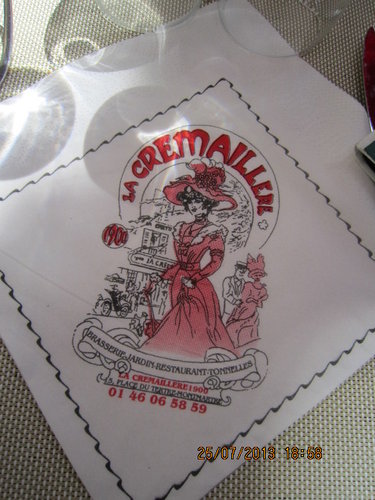 LA CREMAILLERE
1900
BRASSERIE-JARDIN-RESTAURANT-TONNELLES
LA CREMAILLERE 1900
PLACE DU TERTRE-MONTMARTRE
01 46 06 58 59
25/07/2013 18:58